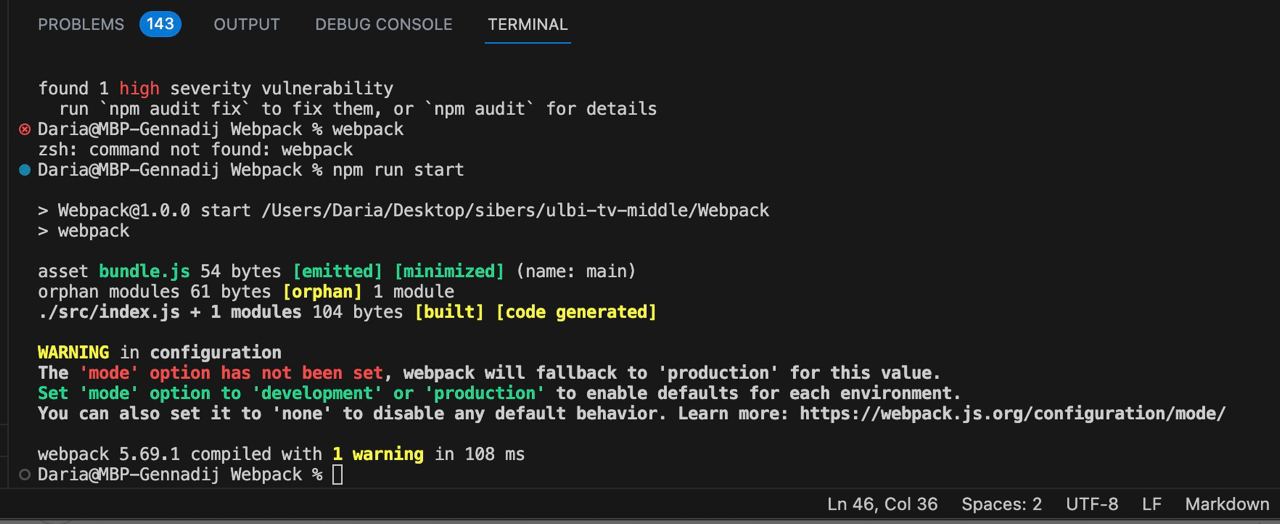 PROBLEMS 143 OUTPUT DEBUG CONSOLE TERMINAL
found 1 high severity vulnerability
run `npm audit fix` to fix them, or `npm audit` for details
Daria@MBP-Gennadij Webpack % webpack
zsh: command not found: webpack
Daria@MBP-Gennadij Webpack % npm run start
> Webpack@1.0.0 start /Users/Daria/Desktop/sibers/ulbi-tv-middle/Webpack
> webpack
asset bundle.js 54 bytes [emitted] [minimized] (name: main)
orphan modules 61 bytes [orphan] 1 module
./src/index.js + 1 modules 104 bytes [built] [code generated]
WARNING in configuration
The 'mode' option has not been set, webpack will fallback to 'production' for this value.
Set 'mode' option to 'development' or 'production' to enable defaults for each environment.
You can also set it to 'none' to disable any default behavior. Learn more: https://webpack.js.org/configuration/mode/
webpack 5.69.1 compiled with 1 warning in 108 ms
Daria@MBP-Gennadij Webpack %
Ln 46, Col 36 Spaces: 2 UTF-8 LF Markdown